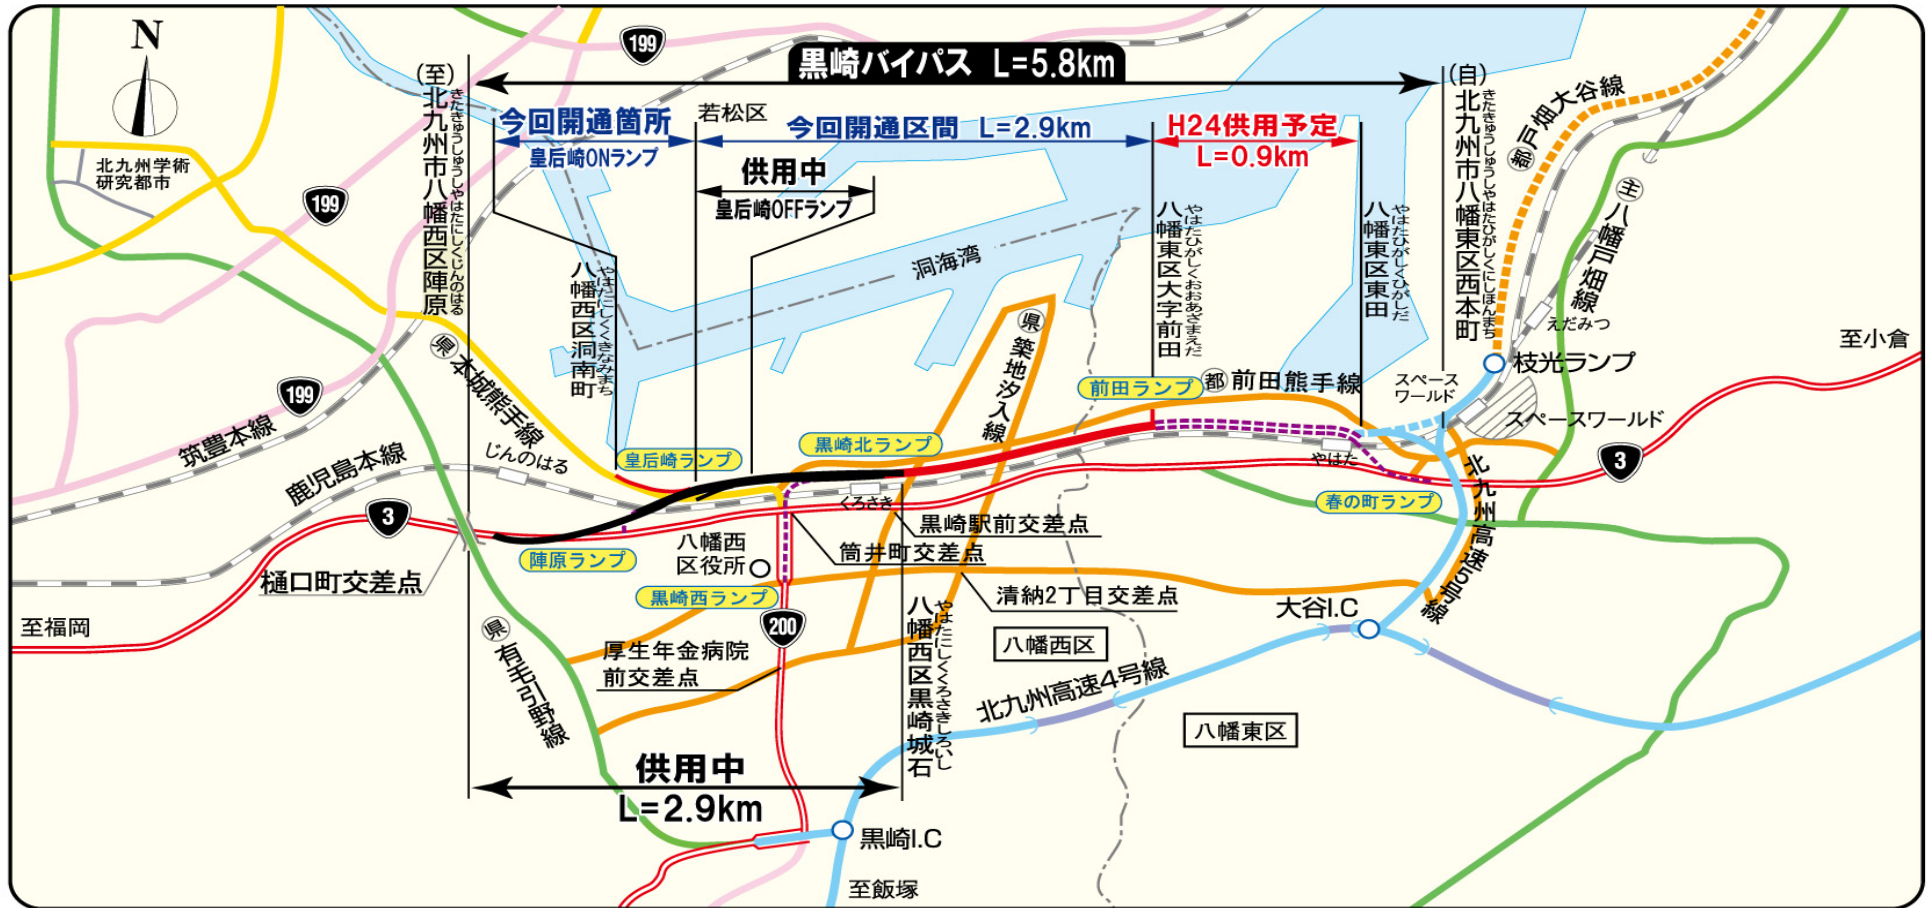 N
199
黒崎バイパス L=5.8km
(至)
北九州市八幡西区陣原
きたきゅうしゅうしやはたにしくじんのはる
(自)
北九州市八幡東区西本町
きたきゅうしゅうしやはたひがしくにしほんまち
今回開通箇所
皇后崎ONランプ
若松区
今回開通区間 L=2.9km
H24供用予定
L=0.9km
供用中
皇后崎OFFランプ
北九州学術
研究都市
199
都 戸畑大谷線
主 八幡戸畑線
えだみつ
枝光ランプ
至小倉
八幡西区洞南町
やはたにしくくきなみまち
洞海湾
八幡東区大字前田
やはたひがしくおおあざまえだ
八幡東区東田
やはたひがしくひがしだ
県 本城熊手線
199
筑豊本線
鹿児島本線
じんのはる
県 築地汐入線
前田ランプ
都 前田熊手線
スペース
ワールド
スペースワールド
皇后崎ランプ
黒崎北ランプ
くろさき
やはた
春の町ランプ
3
北九州高速5号線
3
陣原ランプ
八幡西
区役所
黒崎駅前交差点
筒井町交差点
樋口町交差点
黒崎西ランプ
清納2丁目交差点
大谷I.C
至福岡
県 有毛引野線
200
厚生年金病院
前交差点
八幡西区黒崎城石
やはたにしくくろさきしろいし
八幡西区
北九州高速4号線
八幡東区
供用中
L=2.9km
黒崎I.C
至飯塚